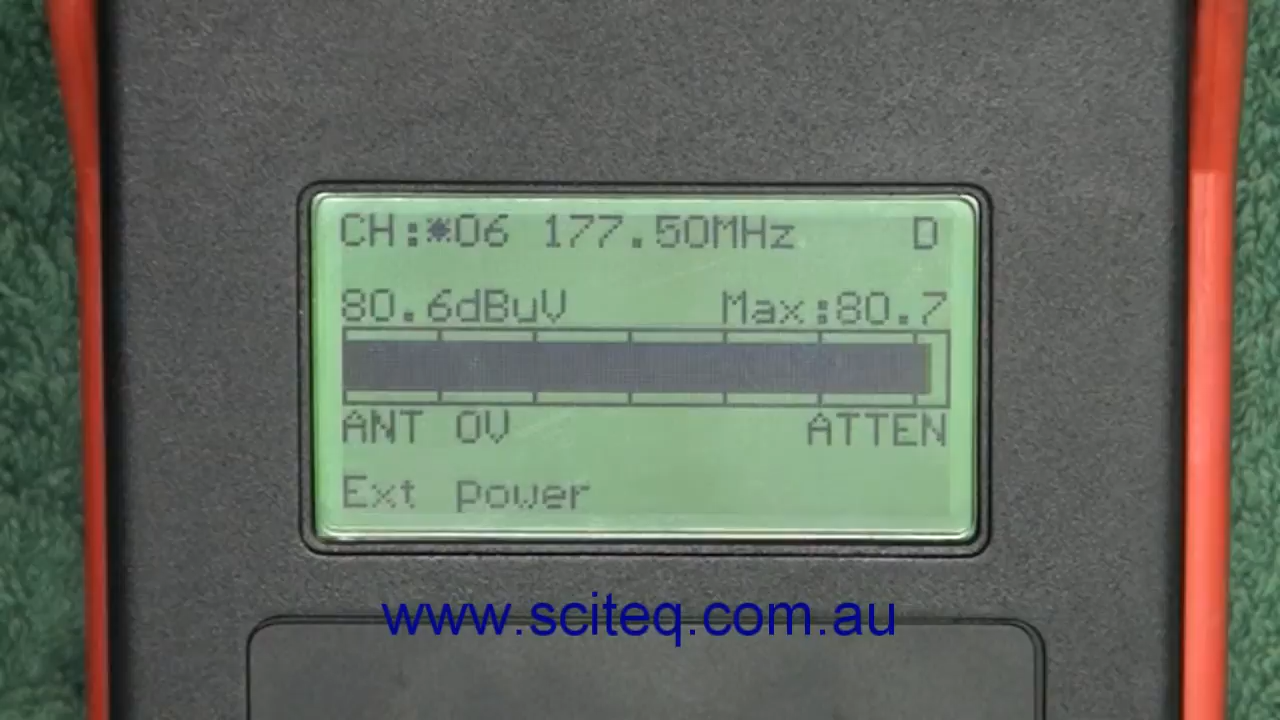 CH:*06 177.50MHz D
80.6dBuV Max:80.7
ANT 0V ATTEN
Ext power
www.sciteq.com.au